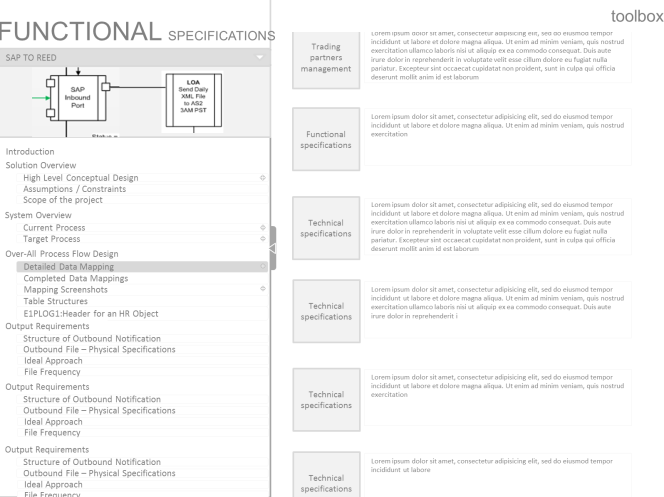 FUNCTIONAL SPECIFICATIONS
toolbox
SAP TO REED
SAP
Inbound
Port
LOA
Send Daily
XML File
to AS2
3AM PST
Introduction
Solution Overview
High Level Conceptual Design
Assumptions / Constraints
Scope of the project
System Overview
Current Process
Target Process
Over-All Process Flow Design
Detailed Data Mapping
Completed Data Mappings
Mapping Screenshots
Table Structures
E1PLOG1:Header for an HR Object
Output Requirements
Structure of Outbound Notification
Outbound File – Physical Specifications
Ideal Approach
File Frequency
Output Requirements
Structure of Outbound Notification
Outbound File – Physical Specifications
Ideal Approach
File Frequency
Output Requirements
Structure of Outbound Notification
Outbound File – Physical Specifications
Ideal Approach
File Frequency
Trading
partners
management
Lorem ipsum dolor sit amet, consectetur adipisicing elit, sed do eiusmod tempor
incididunt ut labore et dolore magna aliqua. Ut enim ad minim veniam, quis nostrud
exercitation ullamco laboris nisi ut aliquip ex ea commodo consequat. Duis aute
irure dolor in reprehenderit in voluptate velit esse cillum dolore eu fugiat nulla
pariatur. Excepteur sint occaecat cupidatat non proident, sunt in culpa qui officia
deserunt mollit anim id est laborum
Functional
specifications
Lorem ipsum dolor sit amet, consectetur adipisicing elit, sed do eiusmod tempor
incididunt ut labore et dolore magna aliqua. Ut enim ad minim veniam, quis nostrud
exercitation
Technical
specifications
Lorem ipsum dolor sit amet, consectetur adipisicing elit, sed do eiusmod tempor
incididunt ut labore et dolore magna aliqua. Ut enim ad minim veniam, quis nostrud
exercitation ullamco laboris nisi ut aliquip ex ea commodo consequat. Duis aute
irure dolor in reprehenderit in voluptate velit esse cillum dolore eu fugiat nulla
pariatur. Excepteur sint occaecat cupidatat non proident, sunt in culpa qui officia
deserunt mollit anim id est laborum
Technical
specifications
Lorem ipsum dolor sit amet, consectetur adipisicing elit, sed do eiusmod tempor
incididunt ut labore et dolore magna aliqua. Ut enim ad minim veniam, quis nostrud
exercitation ullamco laboris nisi ut aliquip ex ea commodo consequat. Duis aute
irure dolor in reprehenderit i
Technical
specifications
Lorem ipsum dolor sit amet, consectetur adipisicing elit, sed do eiusmod tempor
incididunt ut labore et dolore magna aliqua. Ut enim ad minim veniam, quis nostrud
exercitation
Technical
specifications
Lorem ipsum dolor sit amet, consectetur adipisicing elit, sed do eiusmod tempor
incididunt ut labore